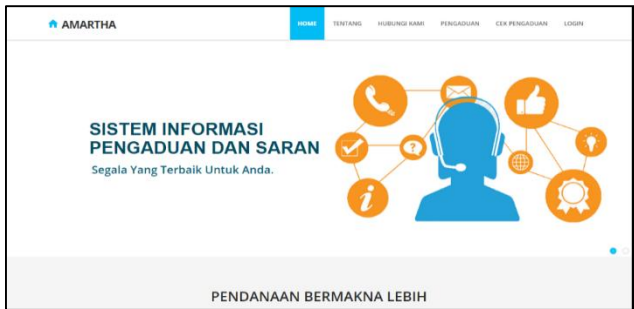 AMARTHA
HOME TENTANG HUBUNGI KAMI PENGADUAN CEK PENGADUAN LOGIN
SISTEM INFORMASI
PENGADUAN DAN SARAN
Segala Yang Terbaik Untuk Anda.
PENDANAAN BERMAKNA LEBIH